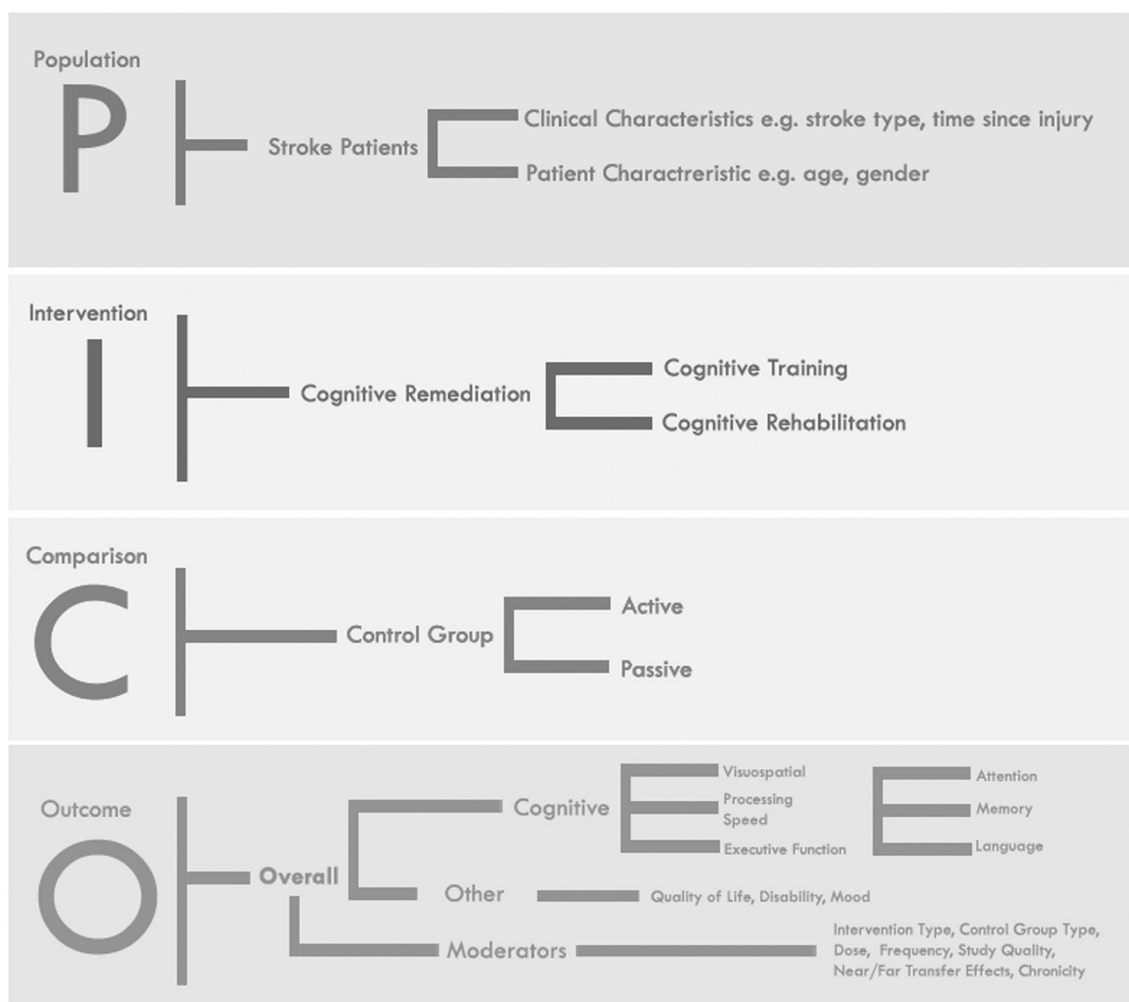 Population
P
Stroke Patients
Clinical Characteristics e.g. stroke type, time since injury
Patient Charactreristic e.g. age, gender
Intervention
I
Cognitive Remediation
Cognitive Training
Cognitive Rehabilitation
Comparison
C
Control Group
Active
Passive
Outcome
O
Overall
Cognitive
Visuospatial
Processing
Speed
Executive Function
Attention
Memory
Language
Other
Quality of Life, Disability, Mood
Moderators
Intervention Type, Control Group Type,
Dose, Frequency, Study Quality,
Near/Far Transfer Effects, Chronicity